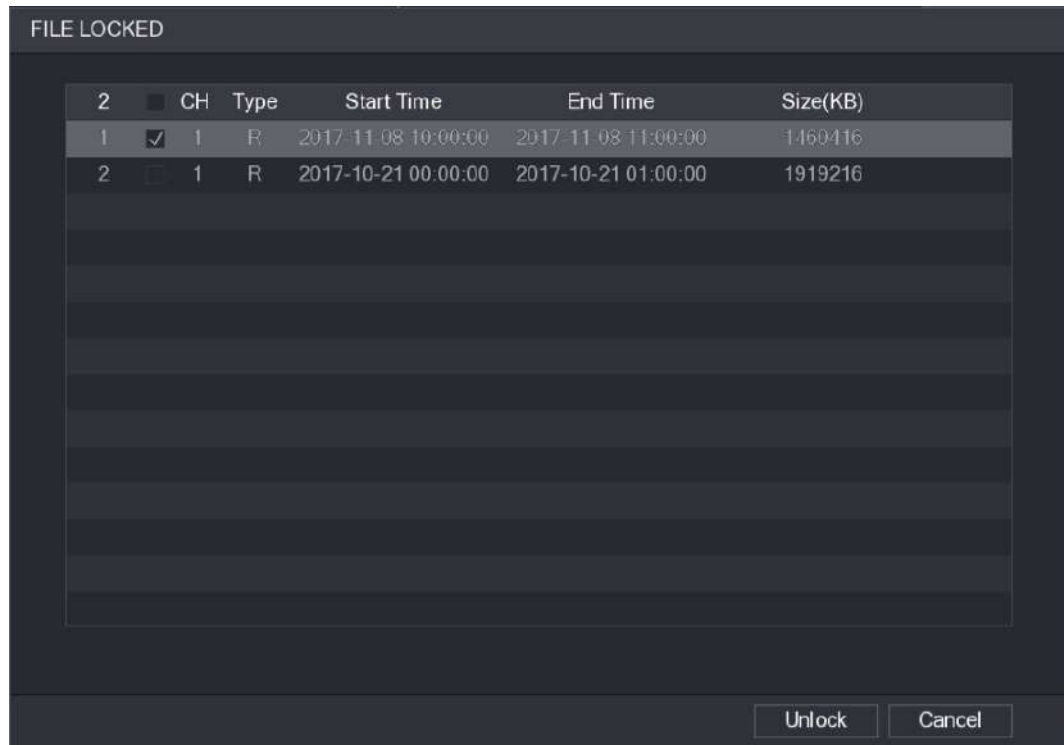 FILE LOCKED
2 CH Type Start Time End Time Size(KB)
1 1 R 2017-11-08 10:00:00 2017-11-08 11:00:00 1460416
2 1 R 2017-10-21 00:00:00 2017-10-21 01:00:00 1919216
Unlock Cancel